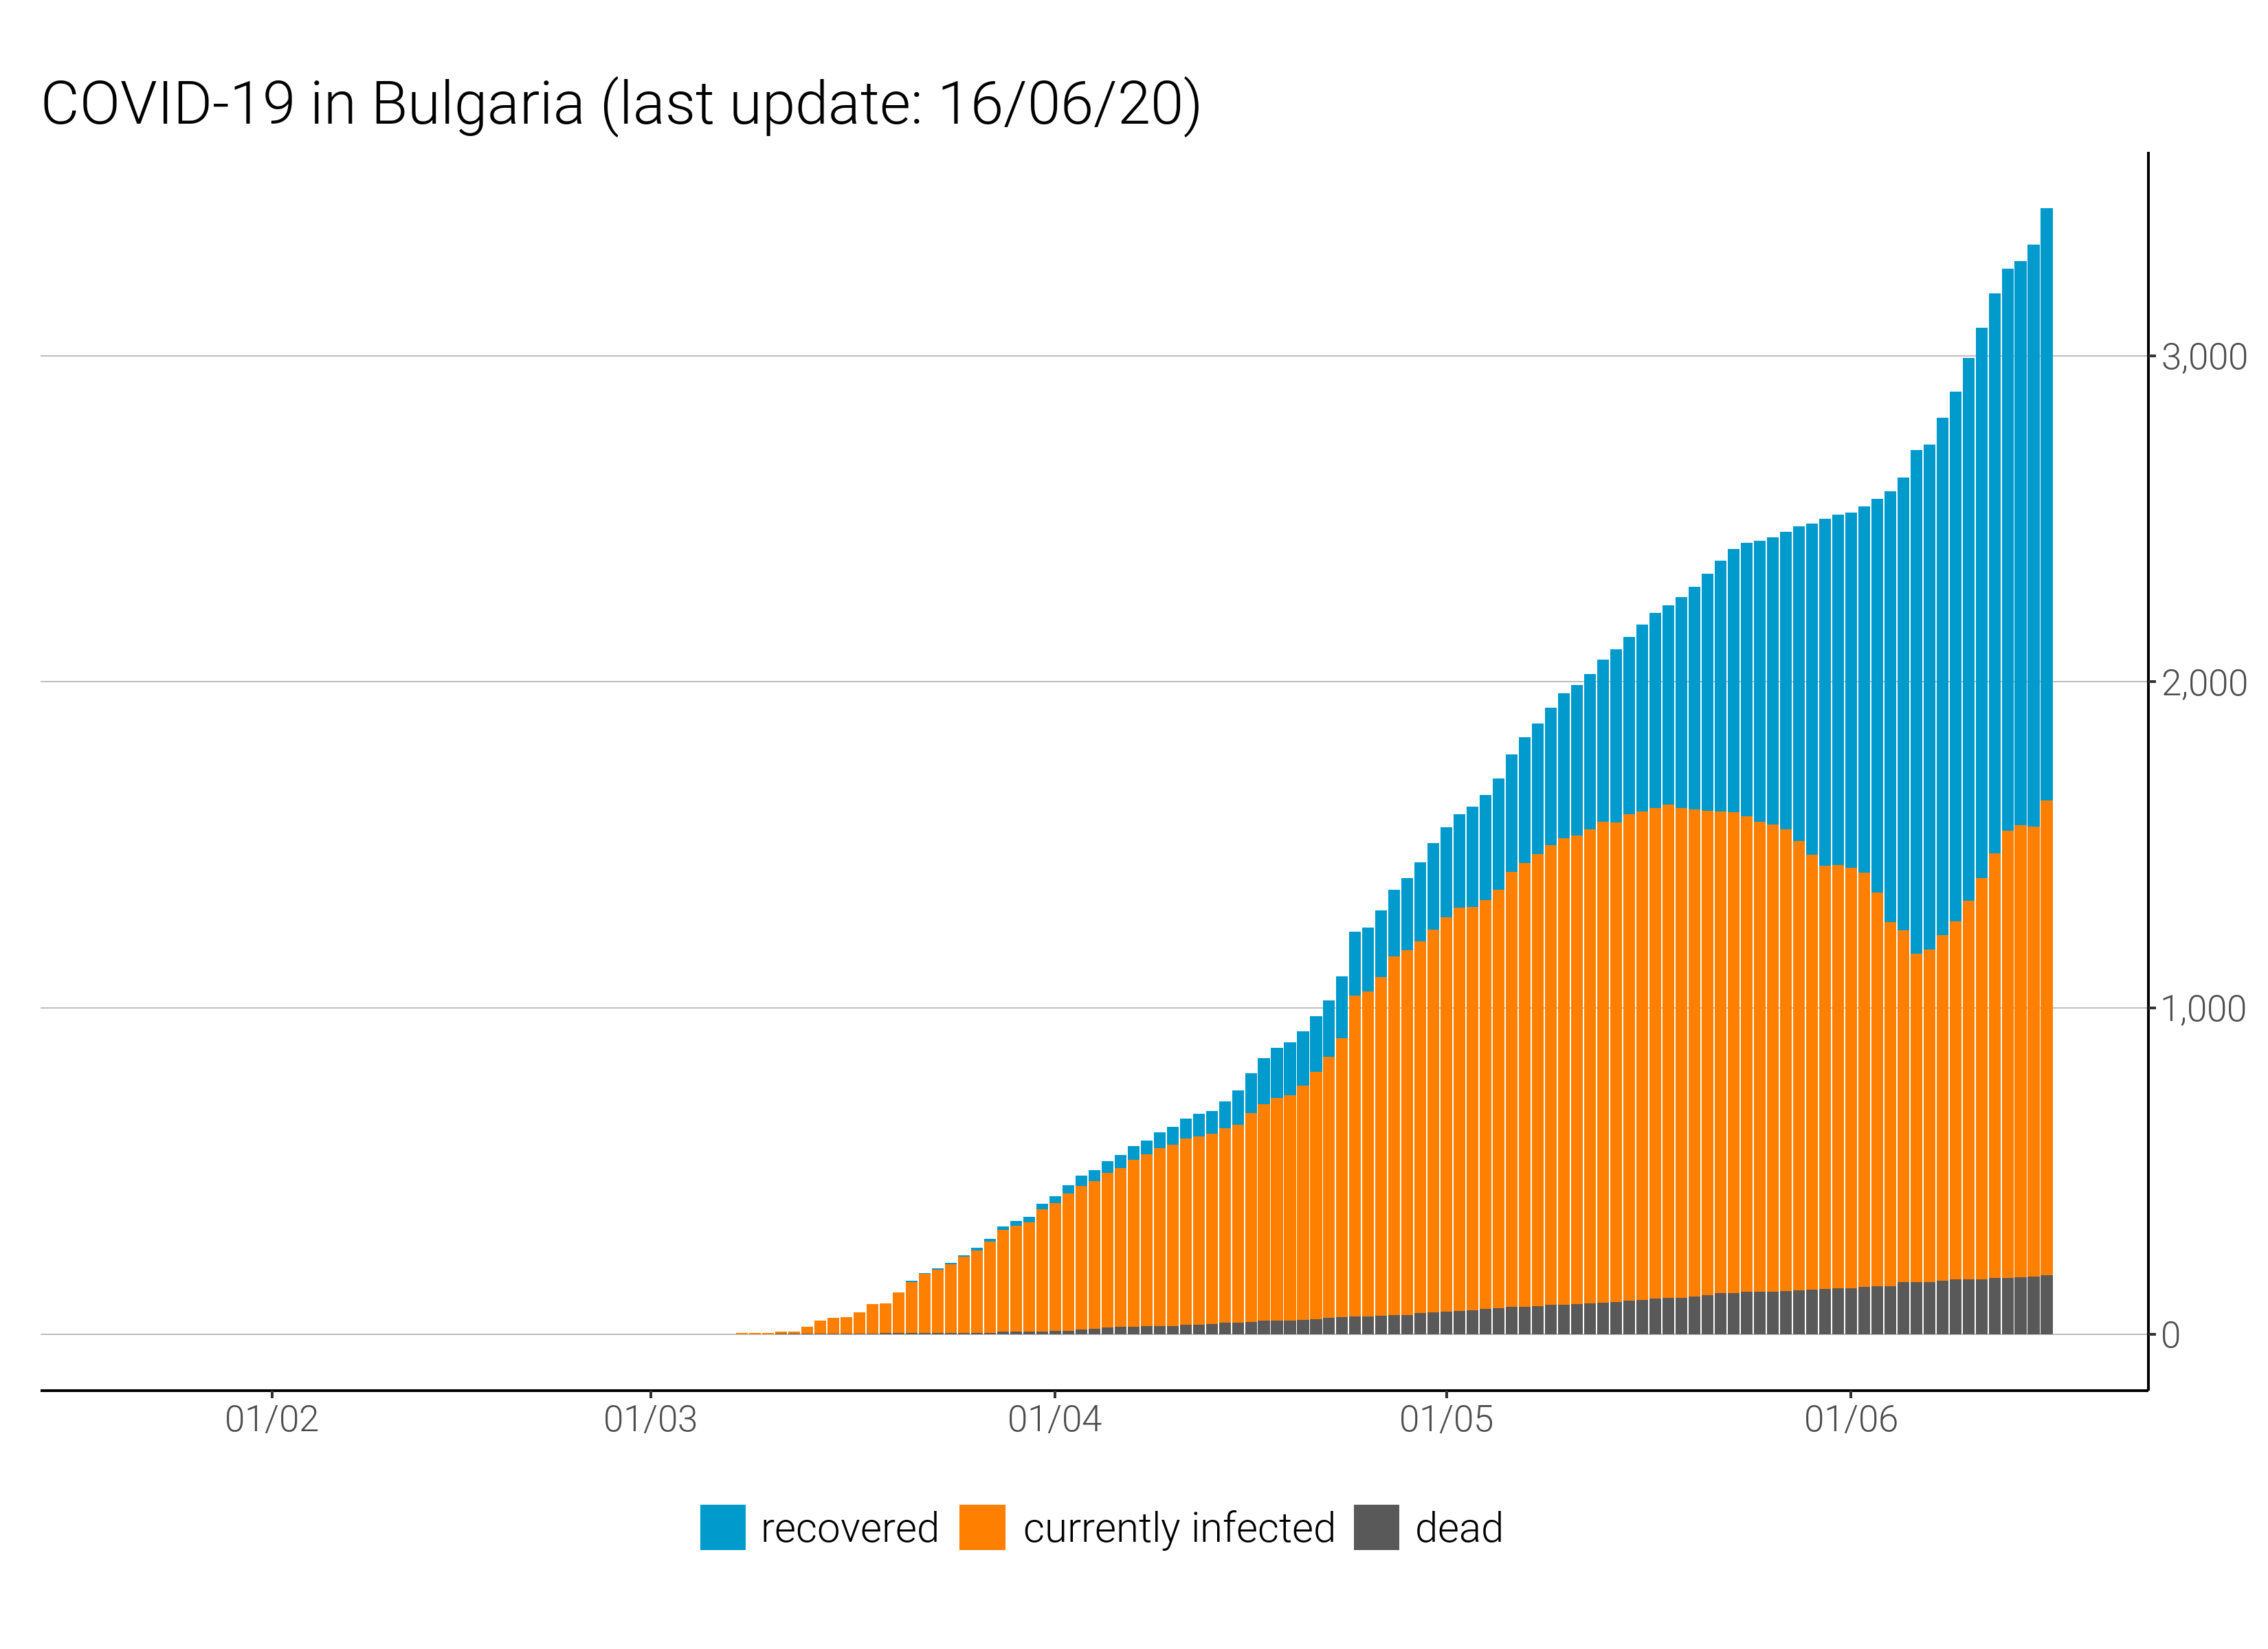 COVID-19 in Bulgaria (last update: 16/06/20)
3,000
2,000
1,000
0
01/02 01/03 01/04 01/05 01/06
recovered currently infected dead